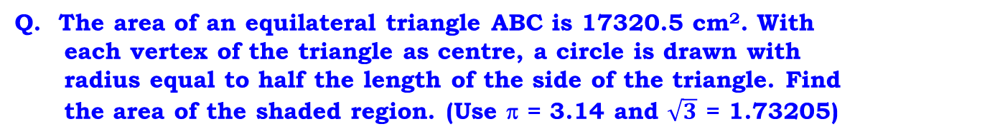 Q. The area of an equilateral triangle ABC is 17320.5 cm². With
each vertex of the triangle as centre, a circle is drawn with
radius equal to half the length of the side of the triangle. Find
the area of the shaded region. (Use π = 3.14 and √3 = 1.73205)